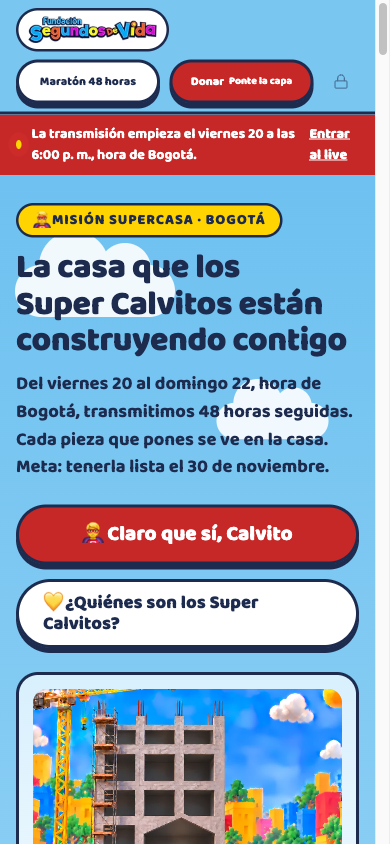 Fundación
Segundos de Vida
Maratón 48 horas
Donar Ponte la capa
La transmisión empieza el viernes 20 a las
6:00 p. m., hora de Bogotá.
Entrar
al live
MISIÓN SUPERCASA · BOGOTÁ
La casa que los
Super Calvitos están
construyendo contigo
Del viernes 20 al domingo 22, hora de
Bogotá, transmitimos 48 horas seguidas.
Cada pieza que pones se ve en la casa.
Meta: tenerla lista el 30 de noviembre.
Claro que sí, Calvito
¿Quiénes son los Super
Calvitos?